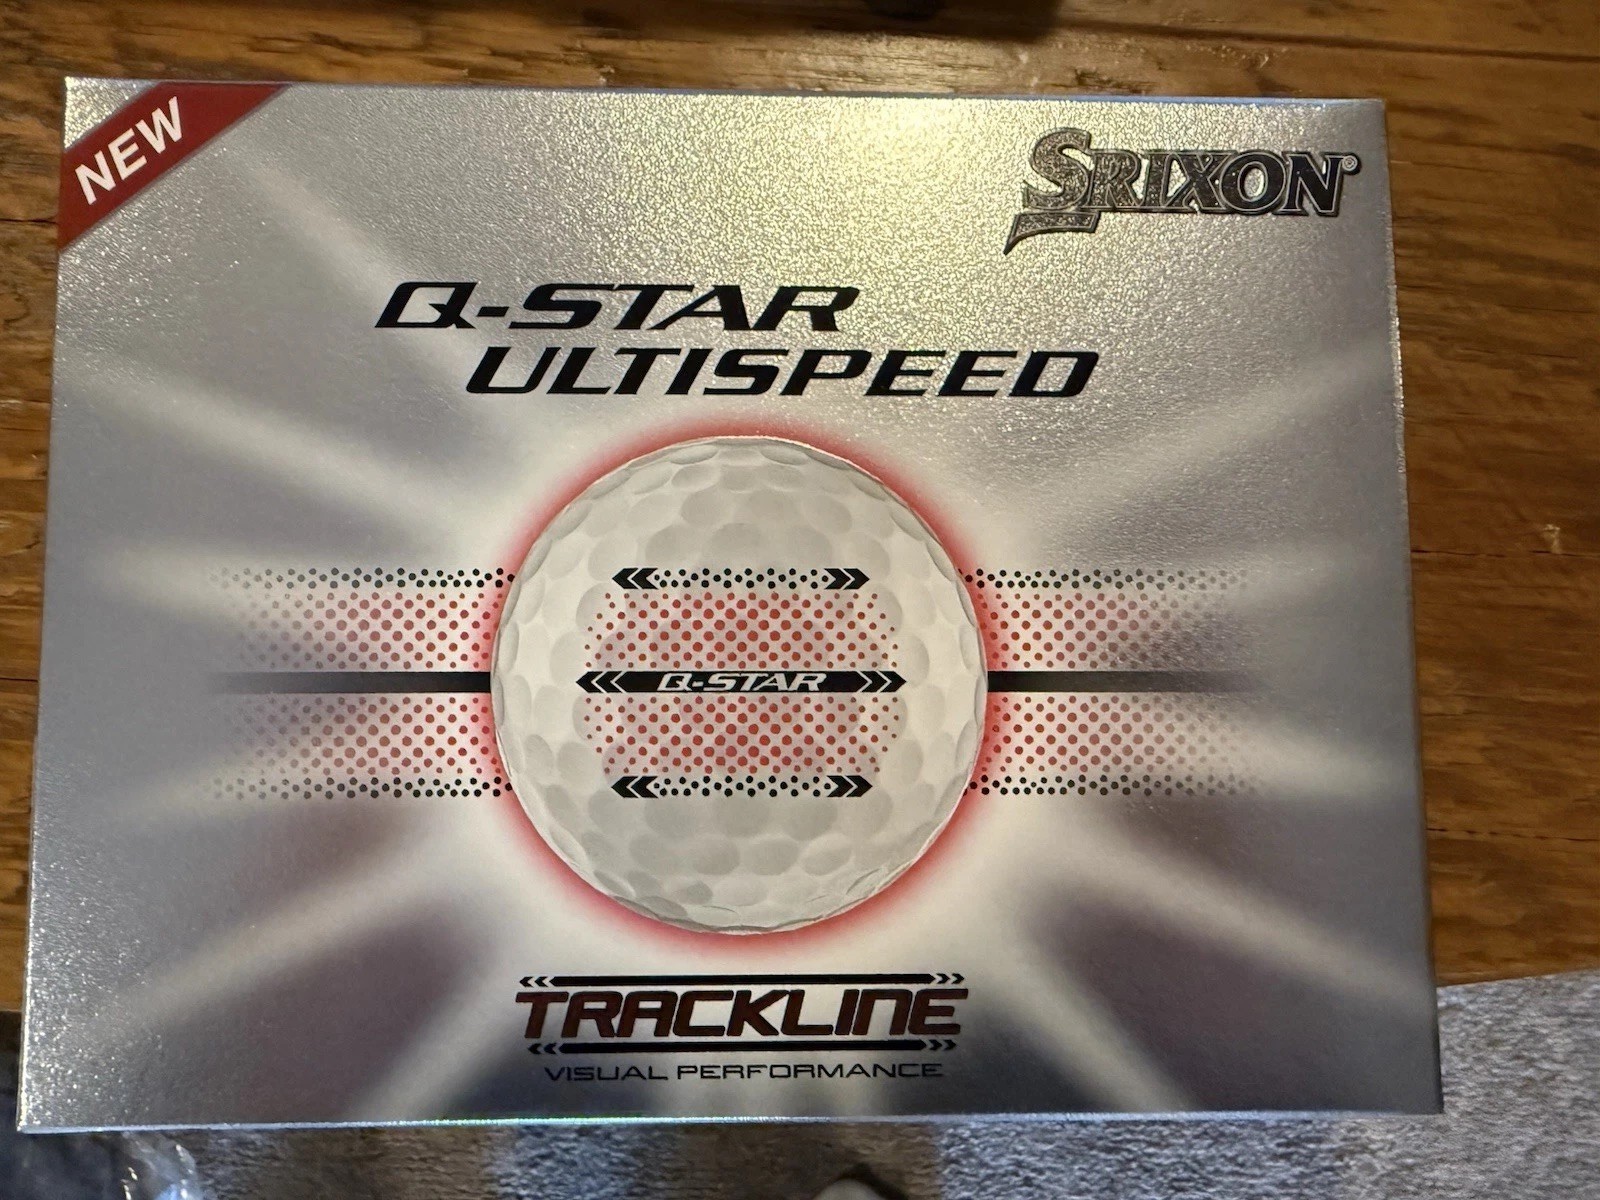 NEW
SRIXON®
Q-STAR
ULTISPEED
Q-STAR
TRACKLINE
VISUAL PERFORMANCE